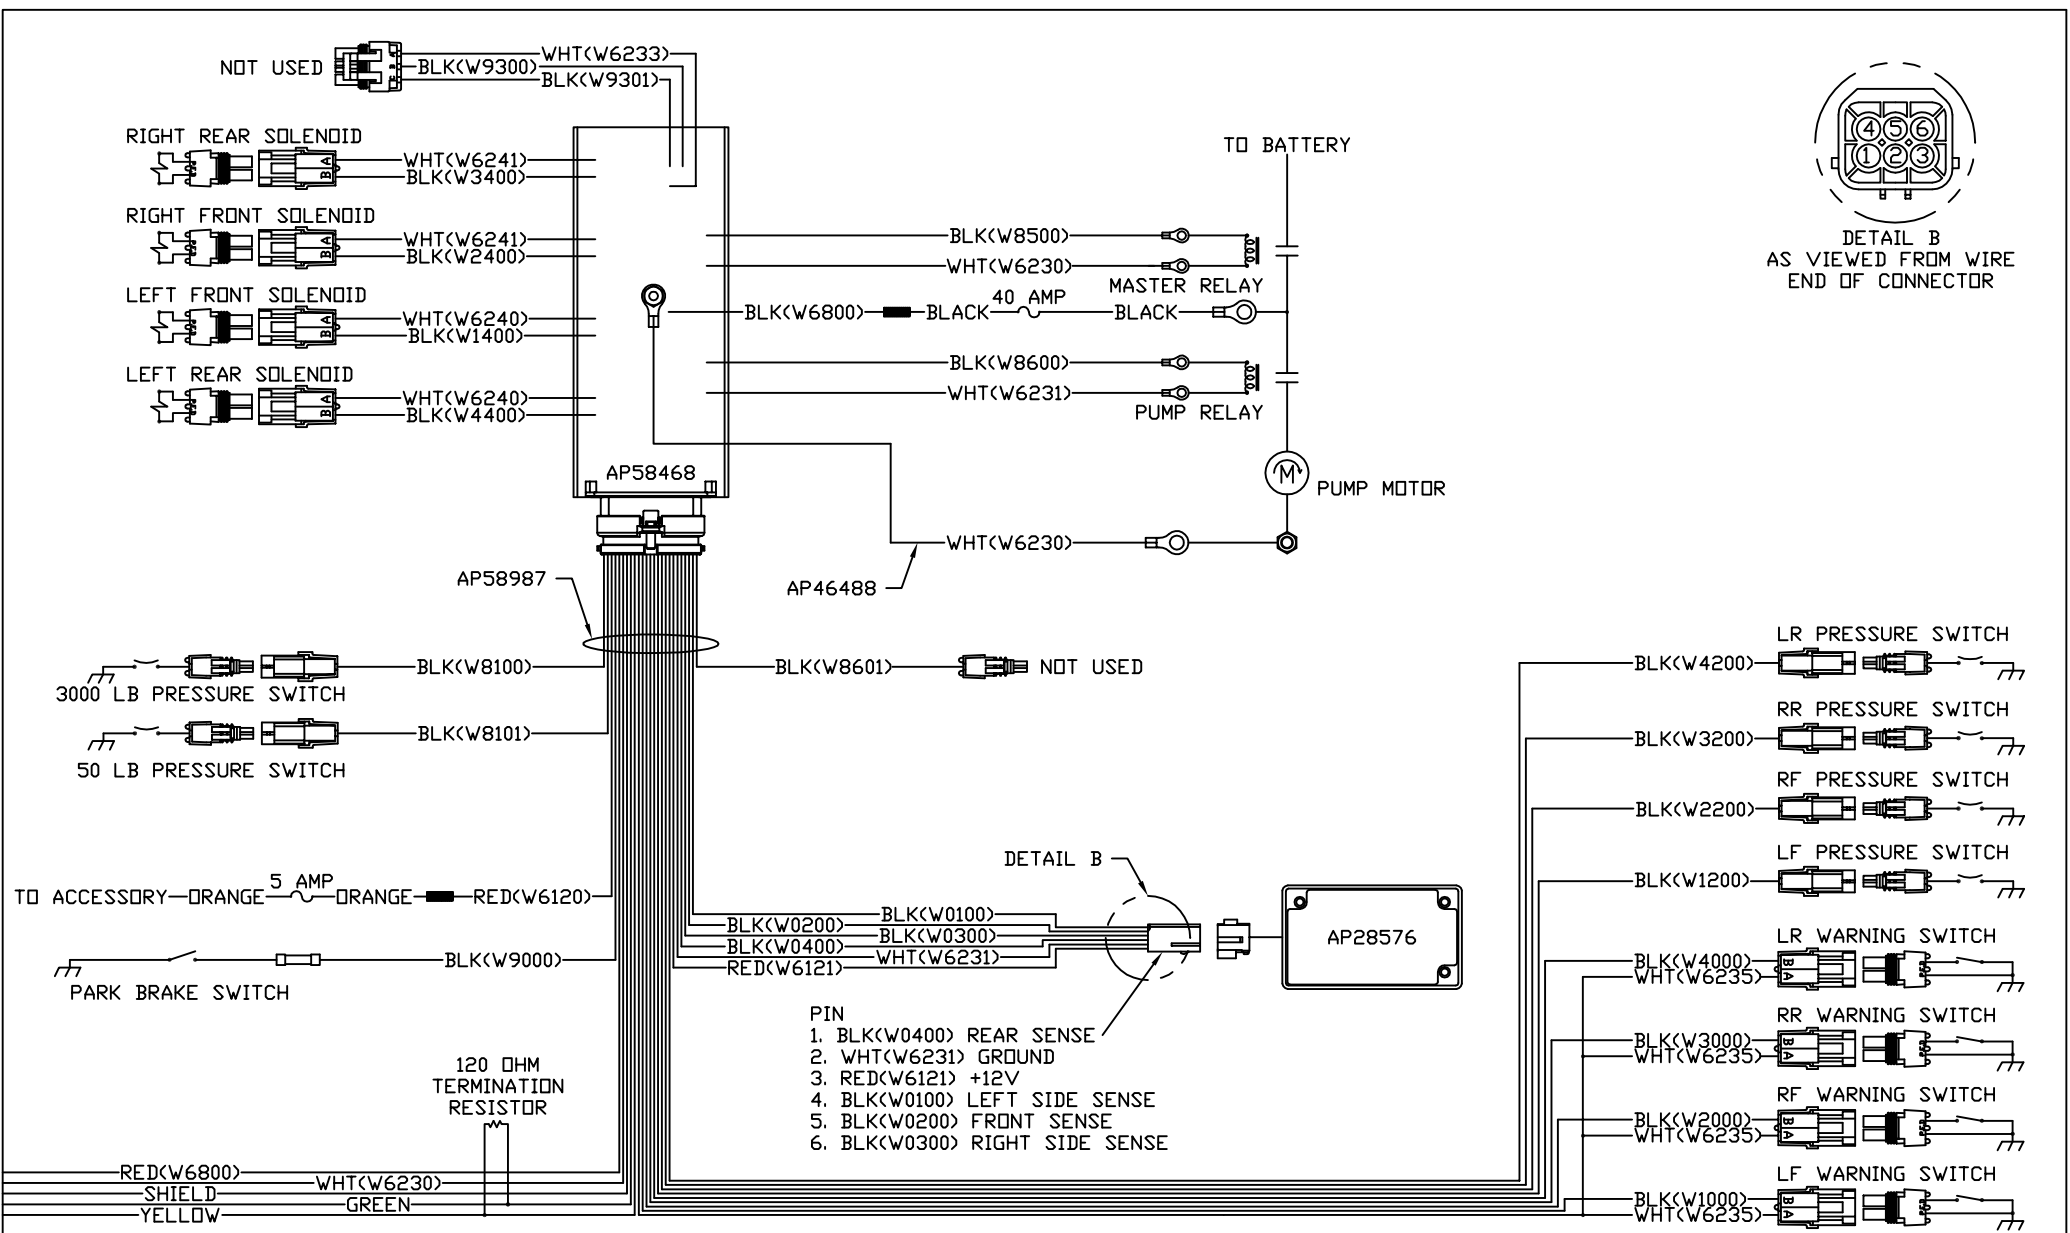 WHT(W6233)
NOT USED
BLK(W9300)
BLK(W9301)
RIGHT REAR SOLENOID
WHT(W6241)
BLK(W3400)
A
B
RIGHT FRONT SOLENOID
WHT(W6241)
BLK(W2400)
A
B
LEFT FRONT SOLENOID
WHT(W6240)
BLK(W1400)
A
B
LEFT REAR SOLENOID
WHT(W6240)
BLK(W4400)
A
B
AP58468
TO BATTERY
BLK(W8500)
WHT(W6230)
MASTER RELAY
BLK(W6800)
BLACK
40 AMP
BLACK
BLK(W8600)
WHT(W6231)
PUMP RELAY
M
PUMP MOTOR
WHT(W6230)
AP46488
4 5 6
1 2 3
DETAIL B
AS VIEWED FROM WIRE
END OF CONNECTOR
AP58987
BLK(W8100)
3000 LB PRESSURE SWITCH
BLK(W8101)
50 LB PRESSURE SWITCH
BLK(W8601)
NOT USED
TO ACCESSORY
ORANGE
5 AMP
ORANGE
RED(W6120)
BLK(W9000)
PARK BRAKE SWITCH
DETAIL B
BLK(W0100)
BLK(W0200)
BLK(W0300)
BLK(W0400)
WHT(W6231)
RED(W6121)
AP28576
PIN
1. BLK(W0400) REAR SENSE
2. WHT(W6231) GROUND
3. RED(W6121) +12V
4. BLK(W0100) LEFT SIDE SENSE
5. BLK(W0200) FRONT SENSE
6. BLK(W0300) RIGHT SIDE SENSE
120 OHM
TERMINATION
RESISTOR
RED(W6800)
WHT(W6230)
SHIELD
GREEN
YELLOW
LR PRESSURE SWITCH
BLK(W4200)
RR PRESSURE SWITCH
BLK(W3200)
RF PRESSURE SWITCH
BLK(W2200)
LF PRESSURE SWITCH
BLK(W1200)
LR WARNING SWITCH
BLK(W4000)
WHT(W6235)
B
A
RR WARNING SWITCH
BLK(W3000)
WHT(W6235)
B
A
RF WARNING SWITCH
BLK(W2000)
WHT(W6235)
B
A
LF WARNING SWITCH
BLK(W1000)
WHT(W6235)
B
A